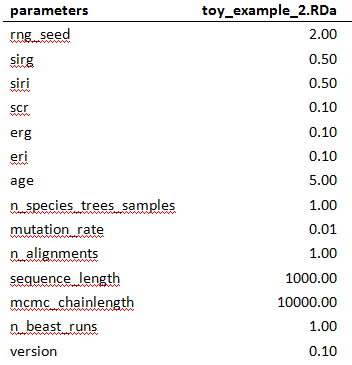 parameters toy_example_2.RDa
rng_seed 2.00
sirg 0.50
siri 0.50
scr 0.10
erg 0.10
eri 0.10
age 5.00
n_species_trees_samples 1.00
mutation_rate 0.01
n_alignments 1.00
sequence_length 1000.00
mcmc_chainlength 10000.00
n_beast_runs 1.00
version 0.10